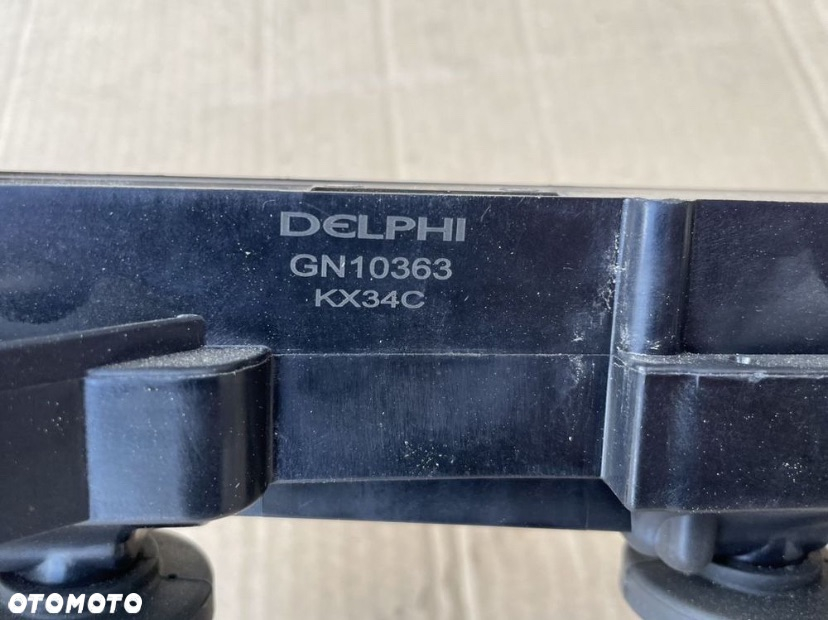 DELPHI
GN10363
KX34C
OTOMOTO